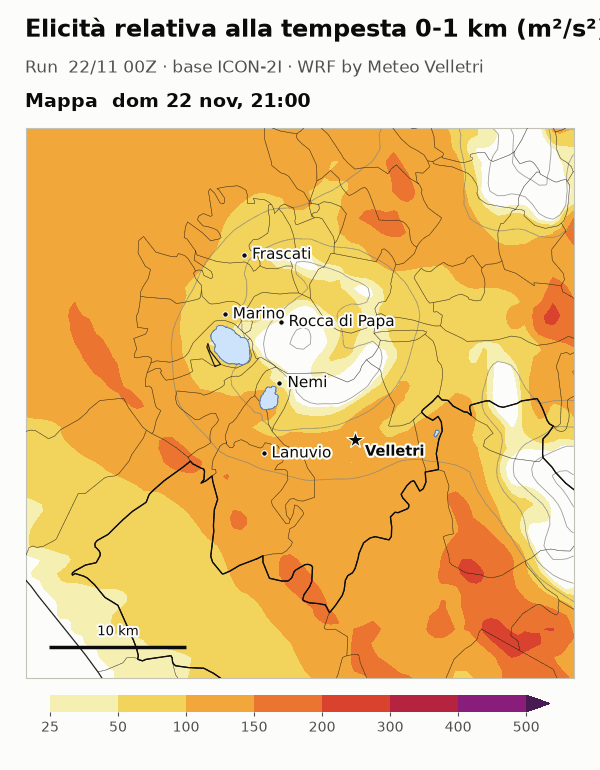 Elicità relativa alla tempesta 0-1 km (m²/s²)
Run  22/11 00Z · base ICON-2I · WRF by Meteo Velletri
Mappa  dom 22 nov, 21:00
Frascati
Marino
Rocca di Papa
Nemi
Velletri
Lanuvio
10 km
25 50 100 150 200 300 400 500